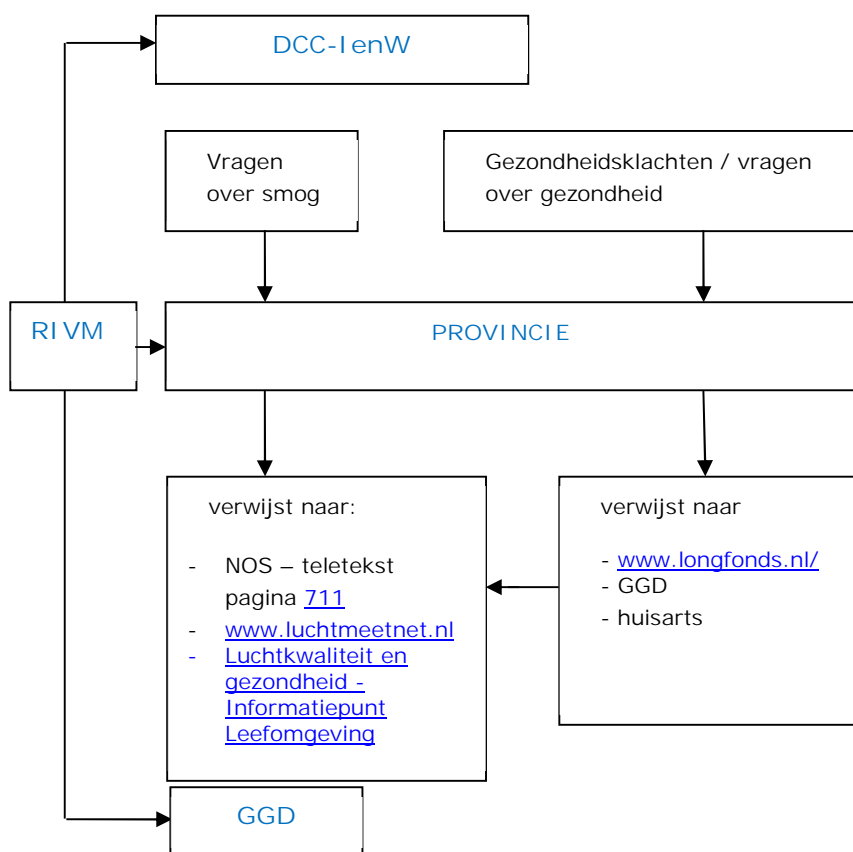 DCC-IenW
Vragen
over smog
Gezondheidsklachten / vragen
over gezondheid
RIVM
PROVINCIE
verwijst naar:
- NOS – teletekst
pagina 711
- www.luchtmeetnet.nl
- Luchtkwaliteit en
gezondheid -
Informatiepunt
Leefomgeving
verwijst naar
- www.longfonds.nl/
- GGD
- huisarts
GGD